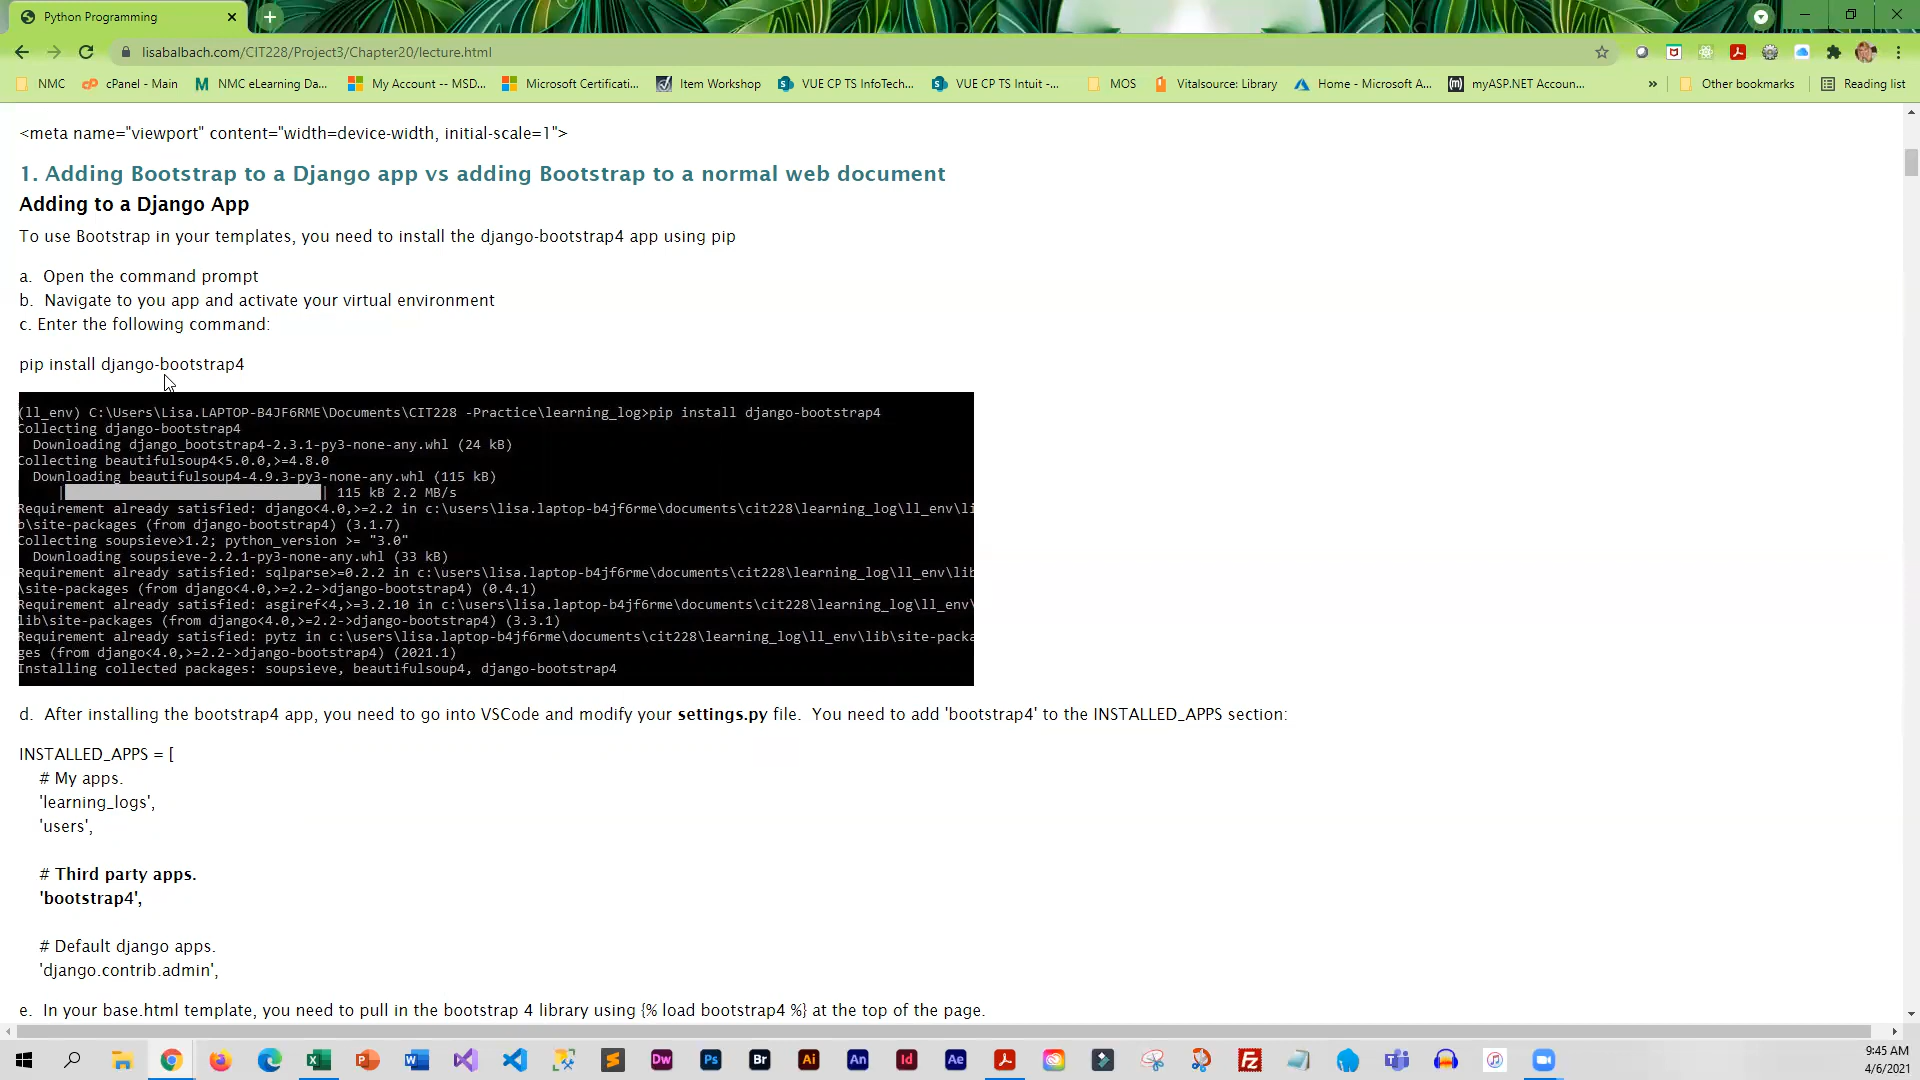 Python Programming
lisabalbach.com/CIT228/Project3/Chapter20/lecture.html
NMC
cPanel - Main
NMC eLearning Da...
My Account -- MSD...
Microsoft Certificati...
Item Workshop
VUE CP TS InfoTech...
VUE CP TS Intuit -...
MOS
Vitalsource: Library
Home - Microsoft A...
myASP.NET Accoun...
»
Other bookmarks
Reading list
<meta name="viewport" content="width=device-width, initial-scale=1">
1. Adding Bootstrap to a Django app vs adding Bootstrap to a normal web document
Adding to a Django App
To use Bootstrap in your templates, you need to install the django-bootstrap4 app using pip
a. Open the command prompt
b. Navigate to you app and activate your virtual environment
c. Enter the following command:
pip install django-bootstrap4
(ll_env) C:\Users\Lisa.LAPTOP-B4JF6RME\Documents\CIT228 -Practice\learning_log>pip install django-bootstrap4
Collecting django-bootstrap4
Downloading django_bootstrap4-2.3.1-py3-none-any.whl (24 kB)
Collecting beautifulsoup4<5.0.0,>=4.8.0
Downloading beautifulsoup4-4.9.3-py3-none-any.whl (115 kB)
| | 115 kB 2.2 MB/s
Requirement already satisfied: django<4.0,>=2.2 in c:\users\lisa.laptop-b4jf6rme\documents\cit228\learning_log\ll_env\li
b\site-packages (from django-bootstrap4) (3.1.7)
Collecting soupsieve>1.2; python_version >= "3.0"
Downloading soupsieve-2.2.1-py3-none-any.whl (33 kB)
Requirement already satisfied: sqlparse>=0.2.2 in c:\users\lisa.laptop-b4jf6rme\documents\cit228\learning_log\ll_env\lib
\site-packages (from django<4.0,>=2.2->django-bootstrap4) (0.4.1)
Requirement already satisfied: asgiref<4,>=3.2.10 in c:\users\lisa.laptop-b4jf6rme\documents\cit228\learning_log\ll_env\
lib\site-packages (from django<4.0,>=2.2->django-bootstrap4) (3.3.1)
Requirement already satisfied: pytz in c:\users\lisa.laptop-b4jf6rme\documents\cit228\learning_log\ll_env\lib\site-packa
ges (from django<4.0,>=2.2->django-bootstrap4) (2021.1)
Installing collected packages: soupsieve, beautifulsoup4, django-bootstrap4
d. After installing the bootstrap4 app, you need to go into VSCode and modify your settings.py file. You need to add 'bootstrap4' to the INSTALLED_APPS section:
INSTALLED_APPS = [
# My apps.
'learning_logs',
'users',
# Third party apps.
'bootstrap4',
# Default django apps.
'django.contrib.admin',
e. In your base.html template, you need to pull in the bootstrap 4 library using {% load bootstrap4 %} at the top of the page.
Dw
Ps
Br
Ai
An
Id
Ae
9:45 AM
4/6/2021